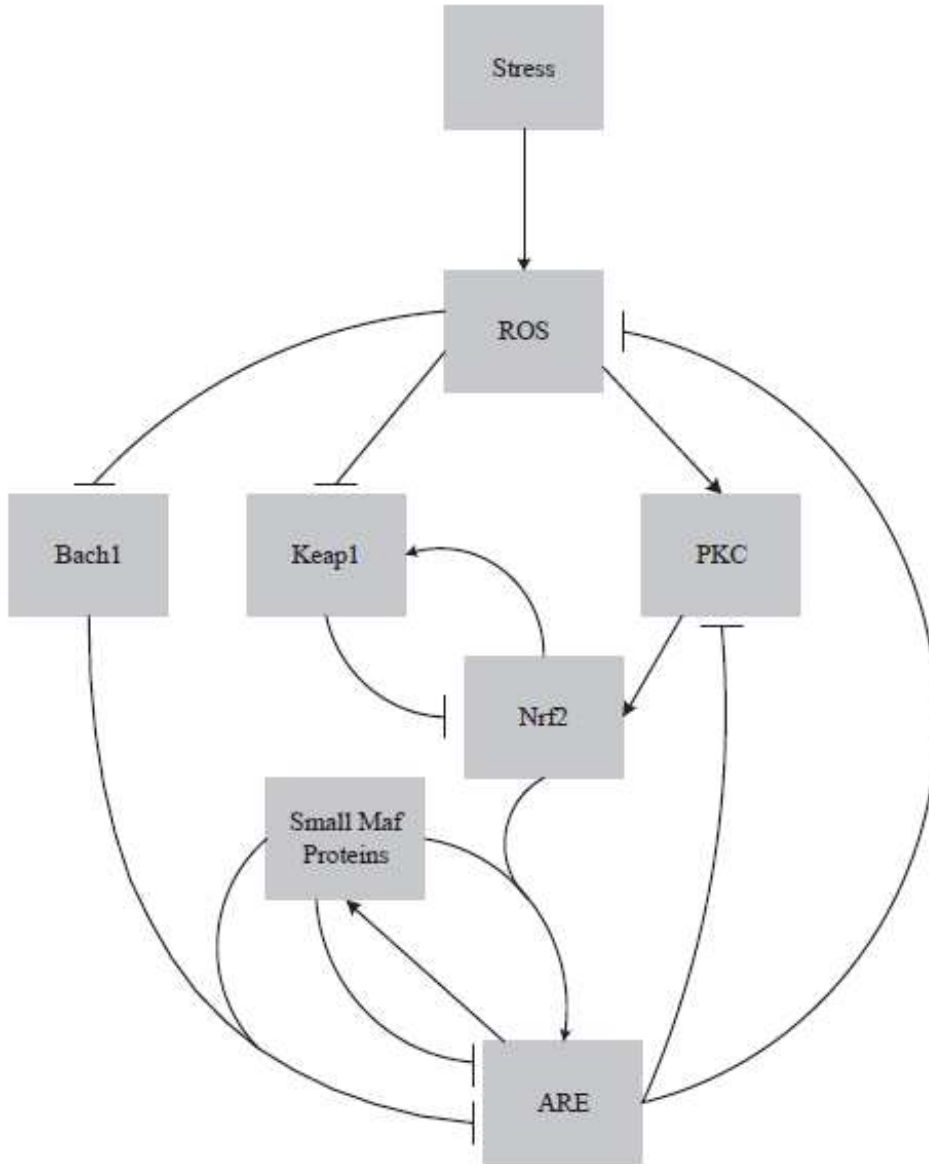 Stress
ROS
Bach1
Keap1
PKC
Nrf2
Small Maf
Proteins
ARE